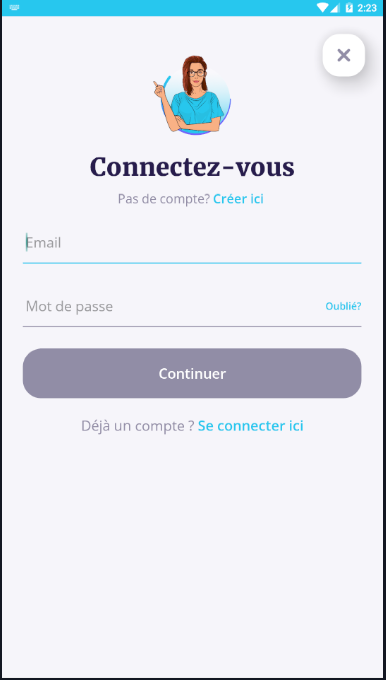 2:23
Connectez-vous
Pas de compte? Créer ici
Email
Mot de passe Oublié?
Continuer
Déjà un compte ? Se connecter ici